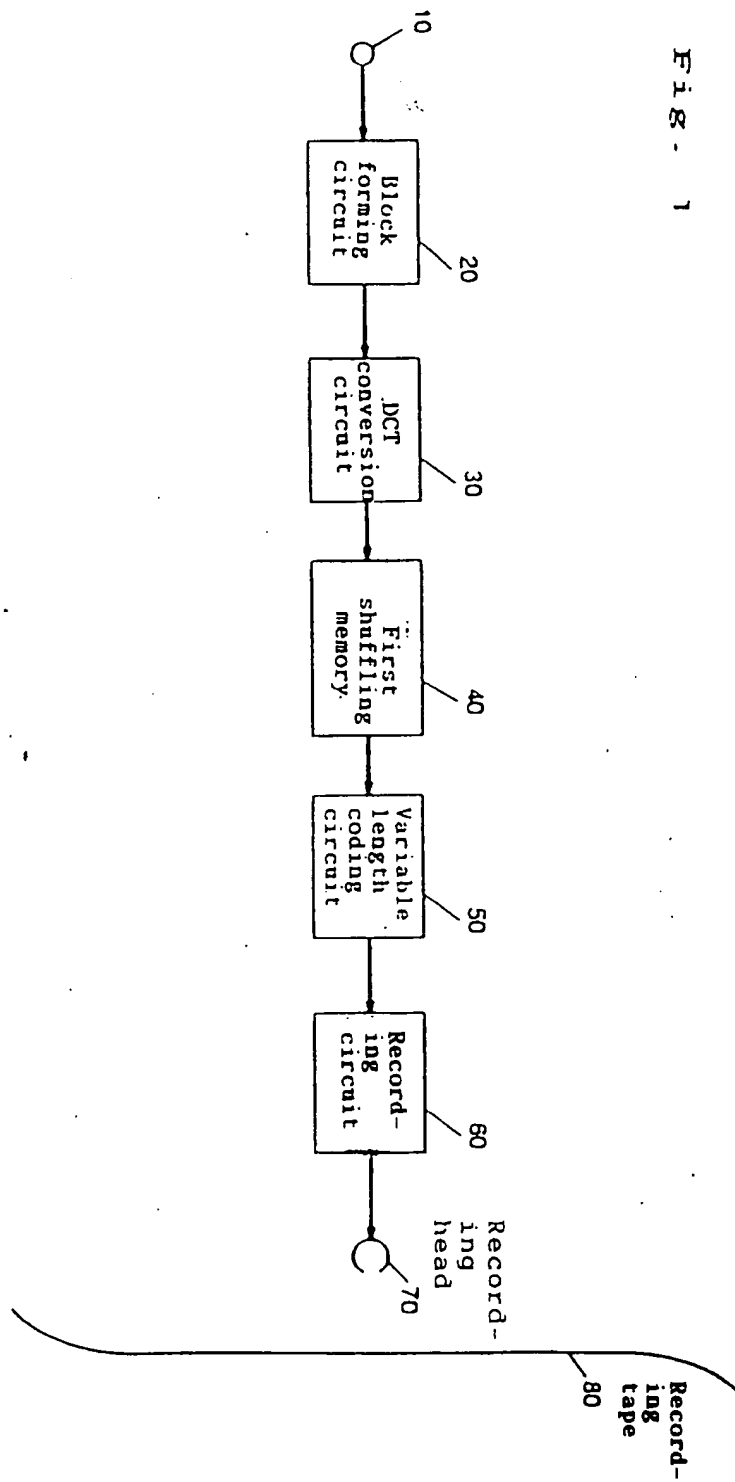 Fig. 1
10
Block
forming
circuit
20
DCT
conversion
circuit
30
First
shuffling
memory
40
Variable
length
coding
circuit
50
Record-
ing
circuit
60
Record-
ing
head
70
Record-
ing
tape
80